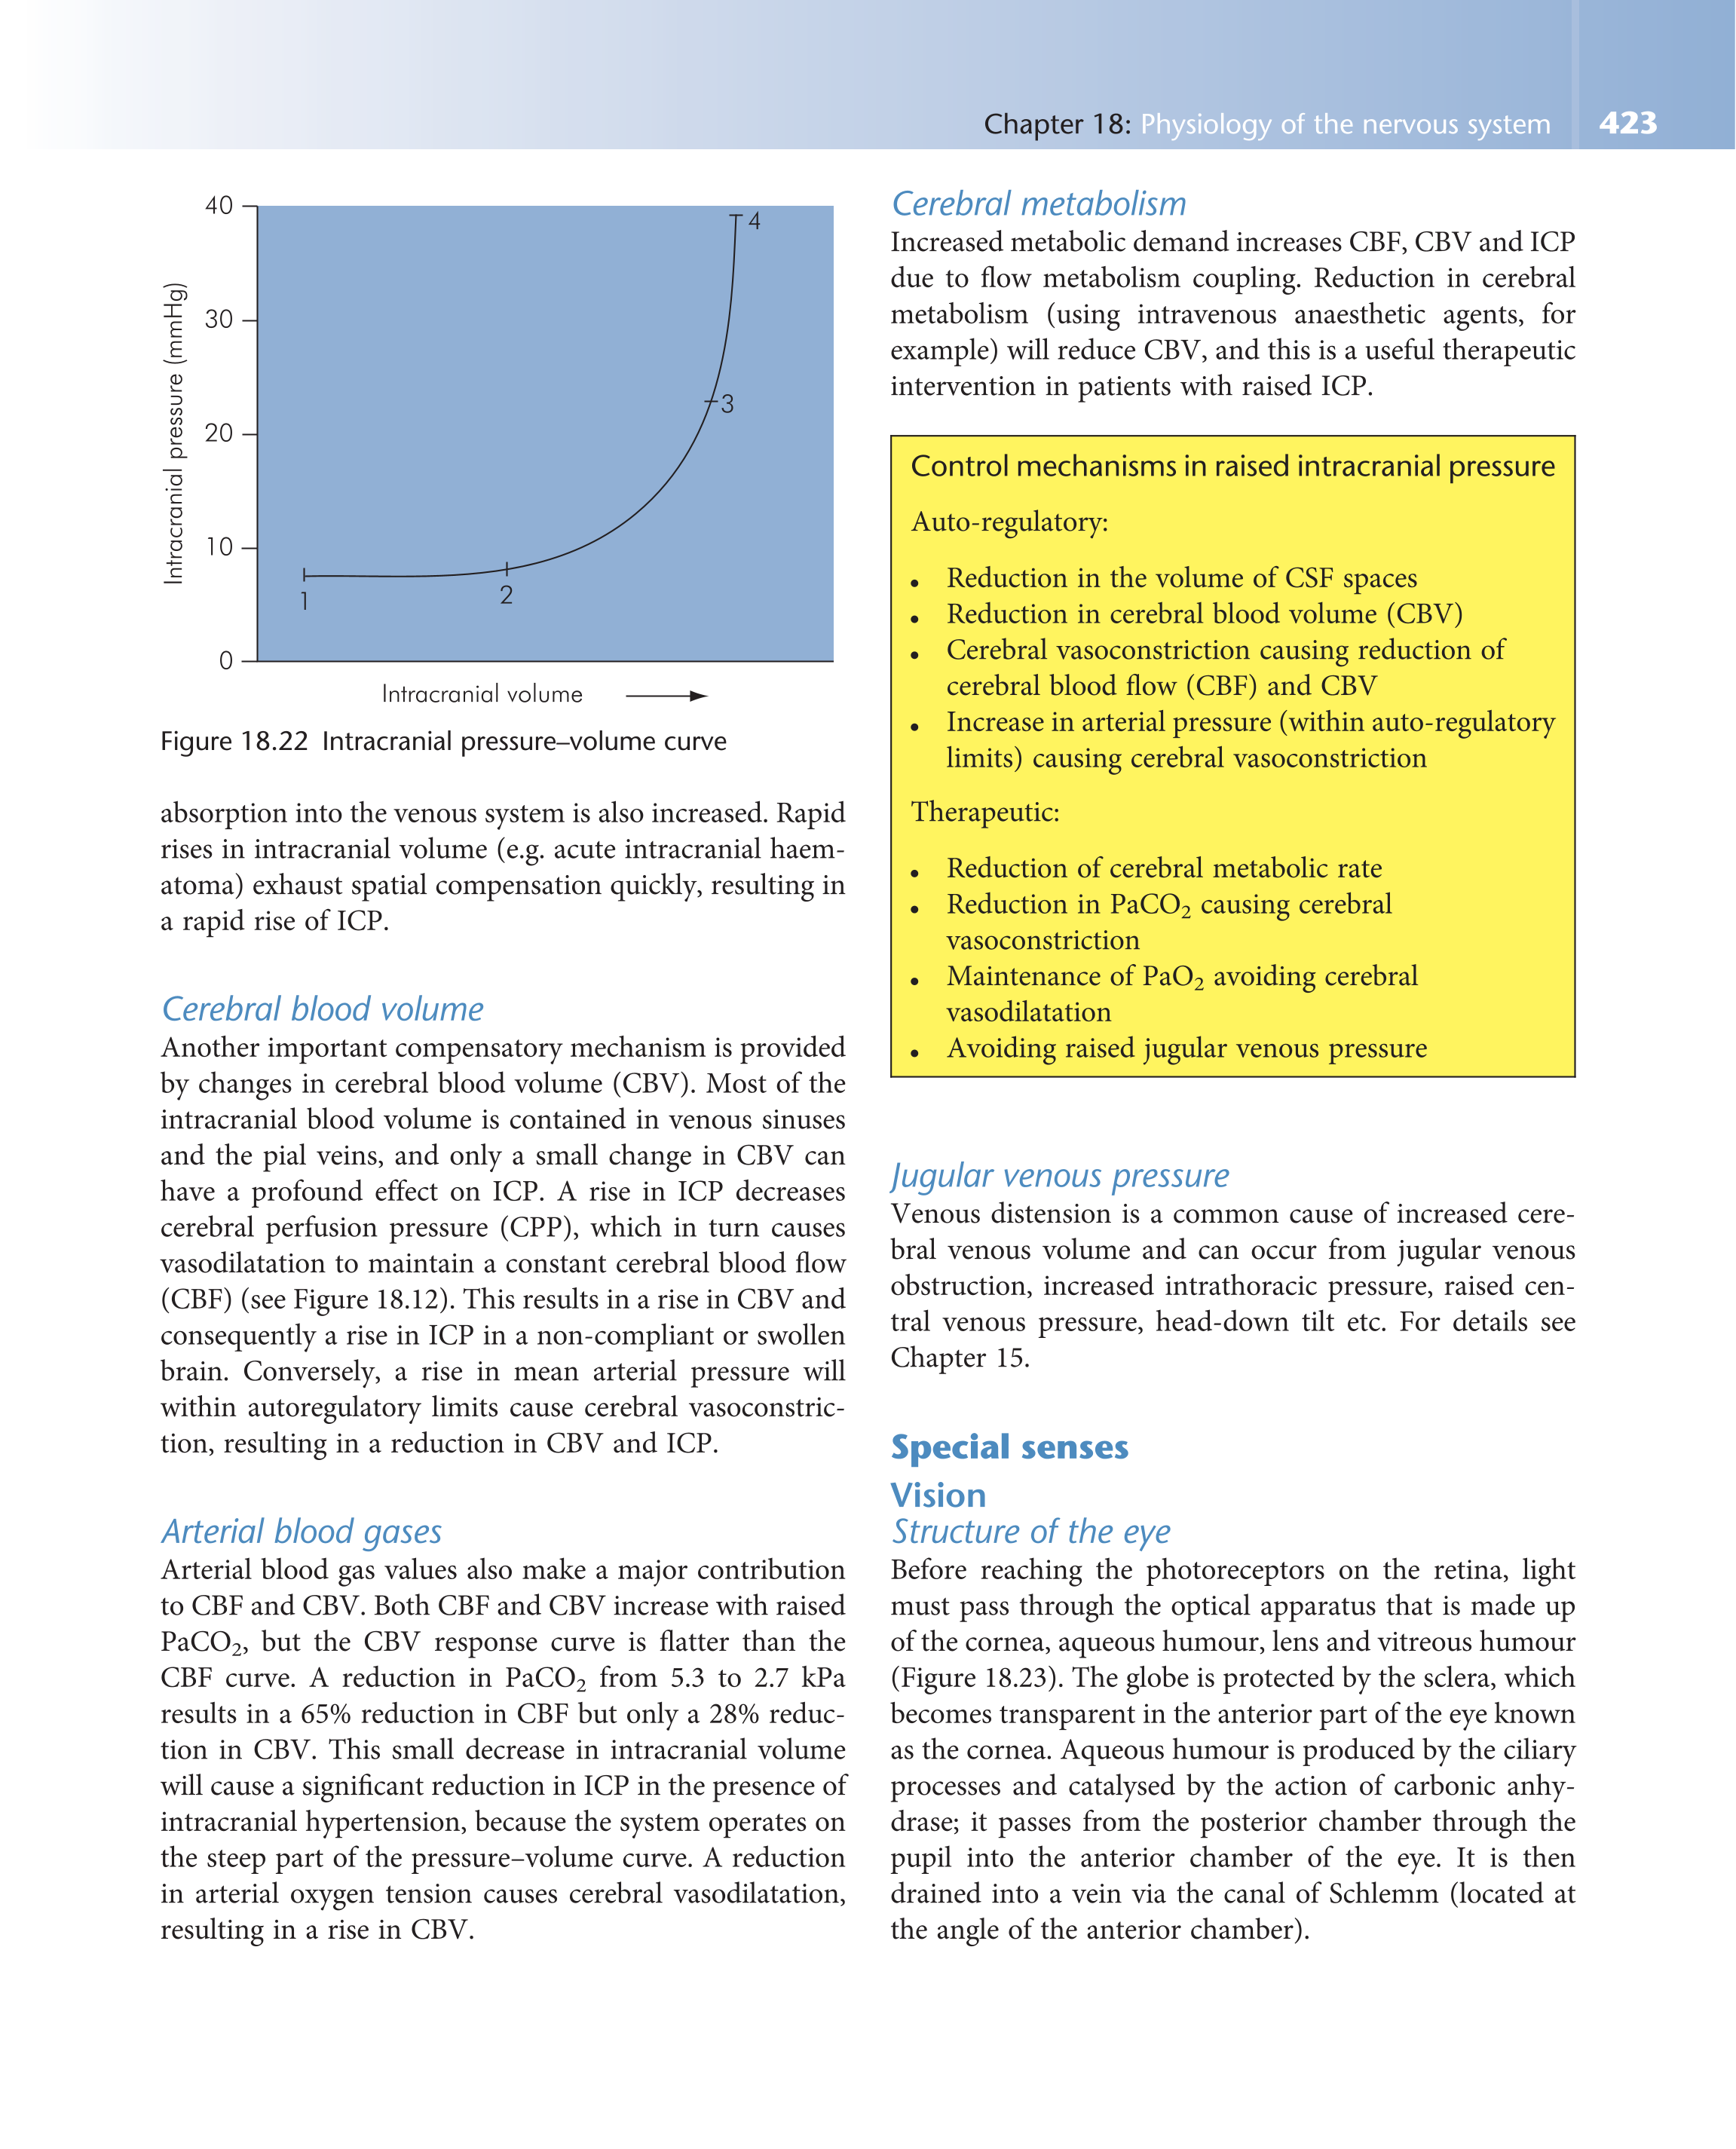 Chapter 18: Physiology of the nervous system 423
40
30
20
10
0
Intracranial pressure (mmHg)
1
2
3
4
Intracranial volume
Figure 18.22 Intracranial pressure–volume curve
absorption into the venous system is also increased. Rapid
rises in intracranial volume (e.g. acute intracranial haem-
atoma) exhaust spatial compensation quickly, resulting in
a rapid rise of ICP.
Cerebral blood volume
Another important compensatory mechanism is provided
by changes in cerebral blood volume (CBV). Most of the
intracranial blood volume is contained in venous sinuses
and the pial veins, and only a small change in CBV can
have a profound effect on ICP. A rise in ICP decreases
cerebral perfusion pressure (CPP), which in turn causes
vasodilatation to maintain a constant cerebral blood flow
(CBF) (see Figure 18.12). This results in a rise in CBV and
consequently a rise in ICP in a non-compliant or swollen
brain. Conversely, a rise in mean arterial pressure will
within autoregulatory limits cause cerebral vasoconstric-
tion, resulting in a reduction in CBV and ICP.
Arterial blood gases
Arterial blood gas values also make a major contribution
to CBF and CBV. Both CBF and CBV increase with raised
PaCO₂, but the CBV response curve is flatter than the
CBF curve. A reduction in PaCO₂ from 5.3 to 2.7 kPa
results in a 65% reduction in CBF but only a 28% reduc-
tion in CBV. This small decrease in intracranial volume
will cause a significant reduction in ICP in the presence of
intracranial hypertension, because the system operates on
the steep part of the pressure–volume curve. A reduction
in arterial oxygen tension causes cerebral vasodilatation,
resulting in a rise in CBV.
Cerebral metabolism
Increased metabolic demand increases CBF, CBV and ICP
due to flow metabolism coupling. Reduction in cerebral
metabolism (using intravenous anaesthetic agents, for
example) will reduce CBV, and this is a useful therapeutic
intervention in patients with raised ICP.
Control mechanisms in raised intracranial pressure
Auto-regulatory:
• Reduction in the volume of CSF spaces
• Reduction in cerebral blood volume (CBV)
• Cerebral vasoconstriction causing reduction of
cerebral blood flow (CBF) and CBV
• Increase in arterial pressure (within auto-regulatory
limits) causing cerebral vasoconstriction
Therapeutic:
• Reduction of cerebral metabolic rate
• Reduction in PaCO₂ causing cerebral
vasoconstriction
• Maintenance of PaO₂ avoiding cerebral
vasodilatation
• Avoiding raised jugular venous pressure
Jugular venous pressure
Venous distension is a common cause of increased cere-
bral venous volume and can occur from jugular venous
obstruction, increased intrathoracic pressure, raised cen-
tral venous pressure, head-down tilt etc. For details see
Chapter 15.
Special senses
Vision
Structure of the eye
Before reaching the photoreceptors on the retina, light
must pass through the optical apparatus that is made up
of the cornea, aqueous humour, lens and vitreous humour
(Figure 18.23). The globe is protected by the sclera, which
becomes transparent in the anterior part of the eye known
as the cornea. Aqueous humour is produced by the ciliary
processes and catalysed by the action of carbonic anhy-
drase; it passes from the posterior chamber through the
pupil into the anterior chamber of the eye. It is then
drained into a vein via the canal of Schlemm (located at
the angle of the anterior chamber).